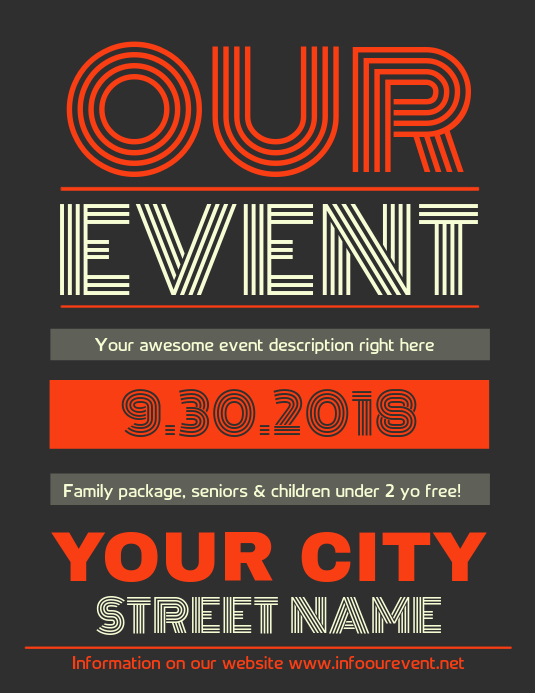 OUR
EVENT
Your awesome event description right here
9.30.2018
Family package, seniors & children under 2 yo free!
YOUR CITY
STREET NAME
Information on our website www.infoourevent.net